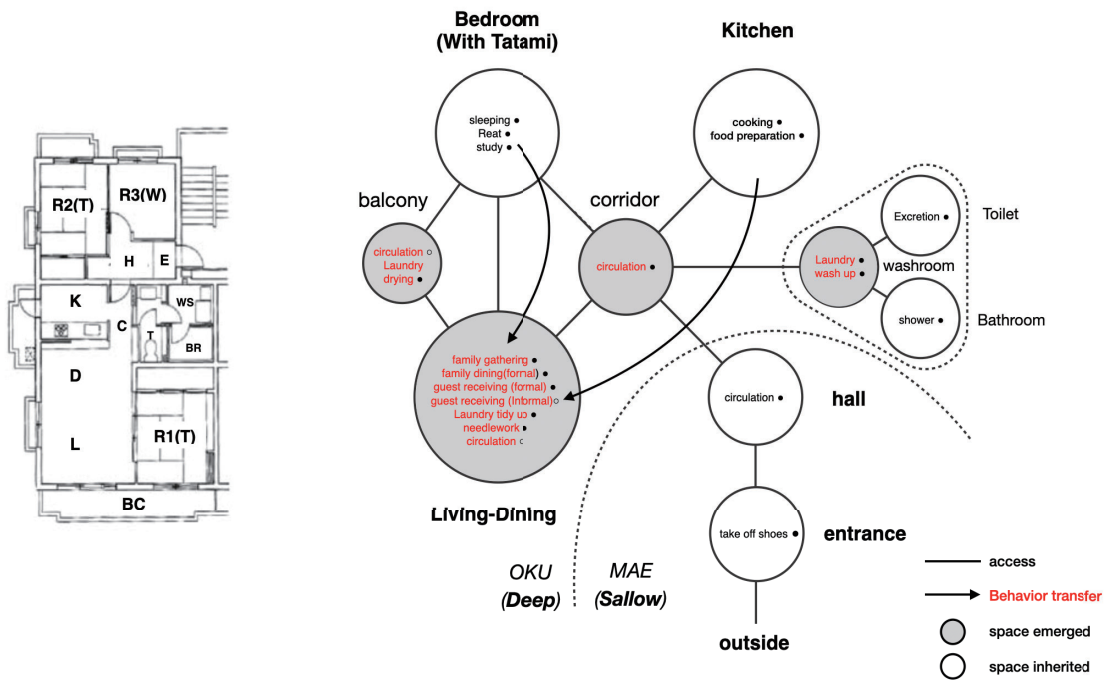 R2(T)
R3(W)
H
E
K
C
WS
T
BR
D
L
R1(T)
BC
Bedroom
(With Tatami)
Kitchen
sleeping
Reat
study
cooking
food preparation
balcony
corridor
circulation
Laundry
drying
circulation
Laundry
wash up
Excretion
Toilet
washroom
shower
Bathroom
family gathering
family dining(fornal)
guest receiving (formal)
guest receiving (Inbrmal)
Laundry tidy uo
needlework
circulation
Living-Dining
circulation
hall
take off shoes
entrance
OKU
(Deep)
MAE
(Sallow)
outside
access
Behavior transfer
space emerged
space inherited